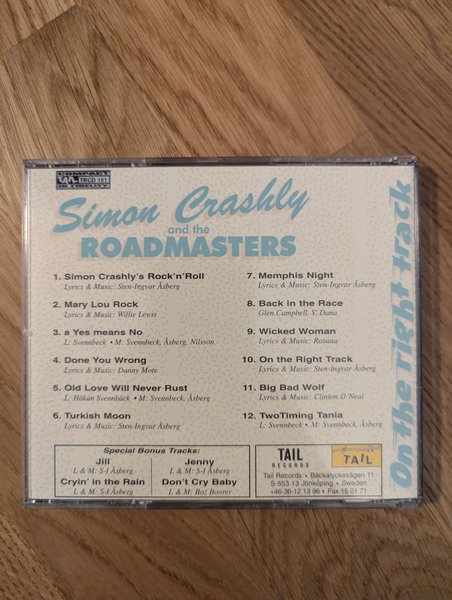 COMPACT
TRCD 101
IN FIDELITY
Simon Crashly
and the
ROADMASTERS
On the right track
1. Simon Crashly's Rock'n'Roll
Lyrics & Music: Sten-Ingvar Åsberg
2. Mary Lou Rock
Lyrics & Music: Willie Lewis
3. a Yes means No
L: Svennbeck • M: Svennbeck, Åsberg, Nilsson
4. Done You Wrong
Lyrics & Music: Danny Mote
5. Old Love Will Never Rust
L: Håkan Svennbäck • M: Svennbeck, Åsberg
6. Turkish Moon
Lyrics & Music: Sten-Ingvar Åsberg
7. Memphis Night
Lyrics & Music: Sten-Ingvar Åsberg
8. Back in the Race
Glen Campbell, V. Dana
9. Wicked Woman
Lyrics & Music: Rosana
10. On the Right Track
Lyrics & Music: Sten-Ingvar Åsberg
11. Big Bad Wolf
Lyrics & Music: Clinton O'Neal
12. TwoTiming Tania
L: Svennbeck • M: Svennbeck, Åsberg
Special Bonus Tracks:
Jill
L & M: S-I Åsberg
Jenny
L & M: S-I Åsberg
Cryin' in the Rain
L & M: S-I Åsberg
Don't Cry Baby
L & M: Boz Boorer
TAIL
RECORDS
TAIL
Tail Records • Bäckalyckevägen 11
S-553 13 Jönköping • Sweden
+46-36-12 13 96 • Fax 15 01 71